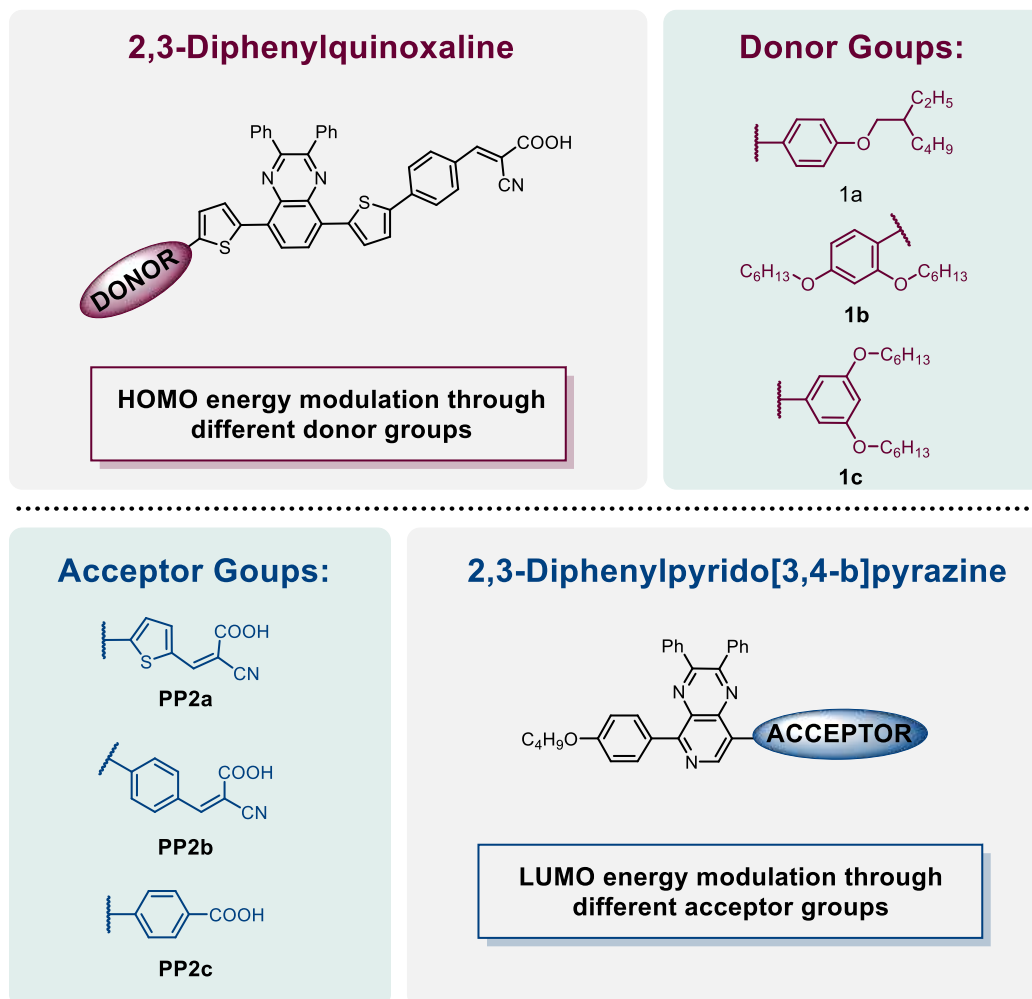 2,3-Diphenylquinoxaline
Ph
Ph
N
N
S
S
COOH
CN
DONOR
HOMO energy modulation through
different donor groups
Donor Goups:
C₂H₅
O
C₄H₉
1a
C₆H₁₃
O
O
C₆H₁₃
1b
O–C₆H₁₃
O–C₆H₁₃
1c
Acceptor Goups:
COOH
S
CN
PP2a
COOH
CN
PP2b
COOH
PP2c
2,3-Diphenylpyrido[3,4-b]pyrazine
Ph
Ph
N
N
C₄H₉O
N
ACCEPTOR
LUMO energy modulation through
different acceptor groups